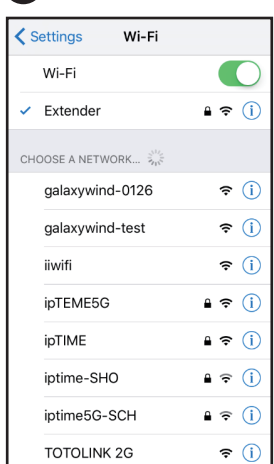 Settings Wi-Fi
Wi-Fi
Extender
CHOOSE A NETWORK...
galaxywind-0126
galaxywind-test
iiwifi
ipTEME5G
ipTIME
iptime-SHO
iptime5G-SCH
TOTOLINK 2G